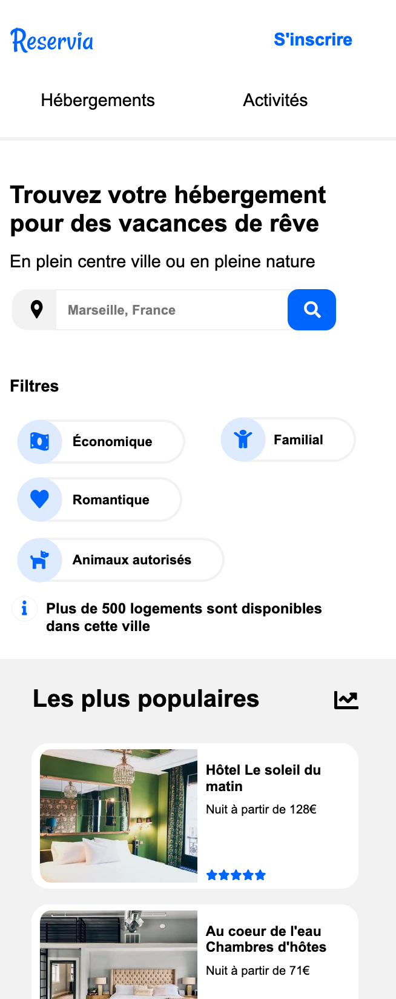 Reservia
S'inscrire
Hébergements
Activités
Trouvez votre hébergement
pour des vacances de rêve
En plein centre ville ou en pleine nature
Marseille, France
Filtres
Économique
Familial
Romantique
Animaux autorisés
Plus de 500 logements sont disponibles
dans cette ville
Les plus populaires
Hôtel Le soleil du
matin
Nuit à partir de 128€
Au coeur de l'eau
Chambres d'hôtes
Nuit à partir de 71€